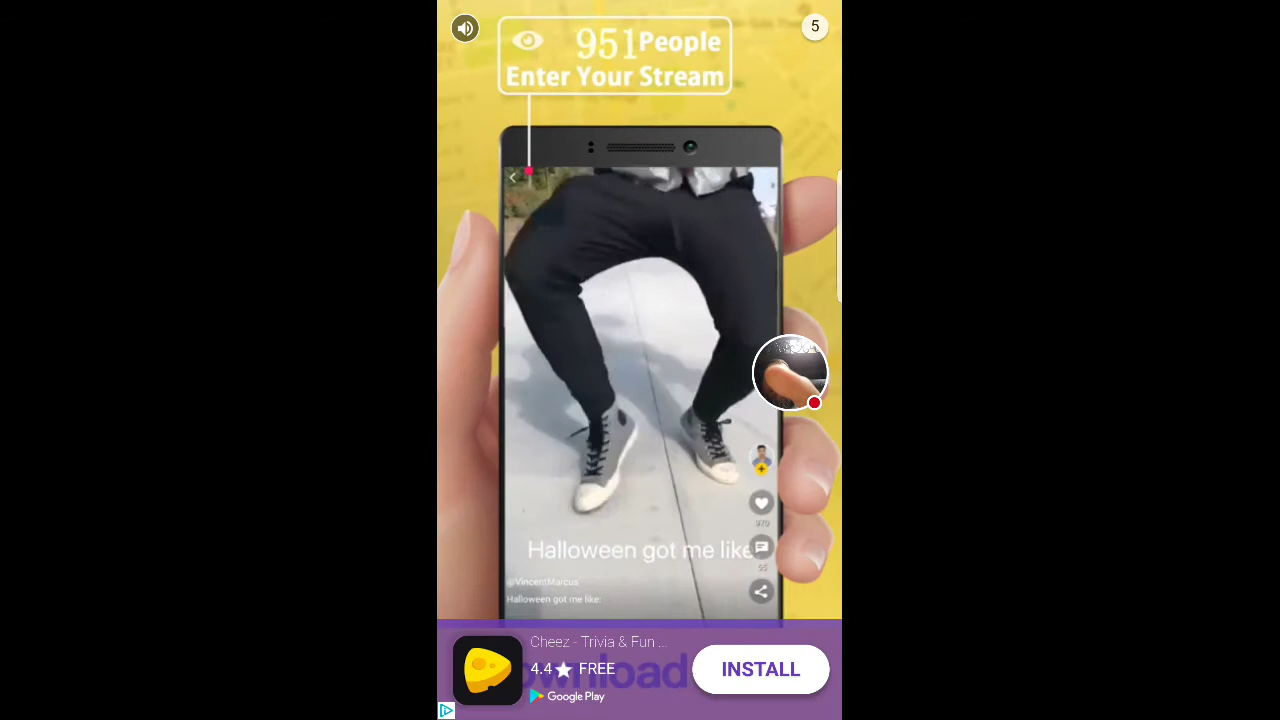 5
951 People
Enter Your Stream
Halloween got me like
@VincentMarcus
Halloween got me like:
Cheez - Trivia & Fun ...
4.4★ FREE
Google Play
INSTALL